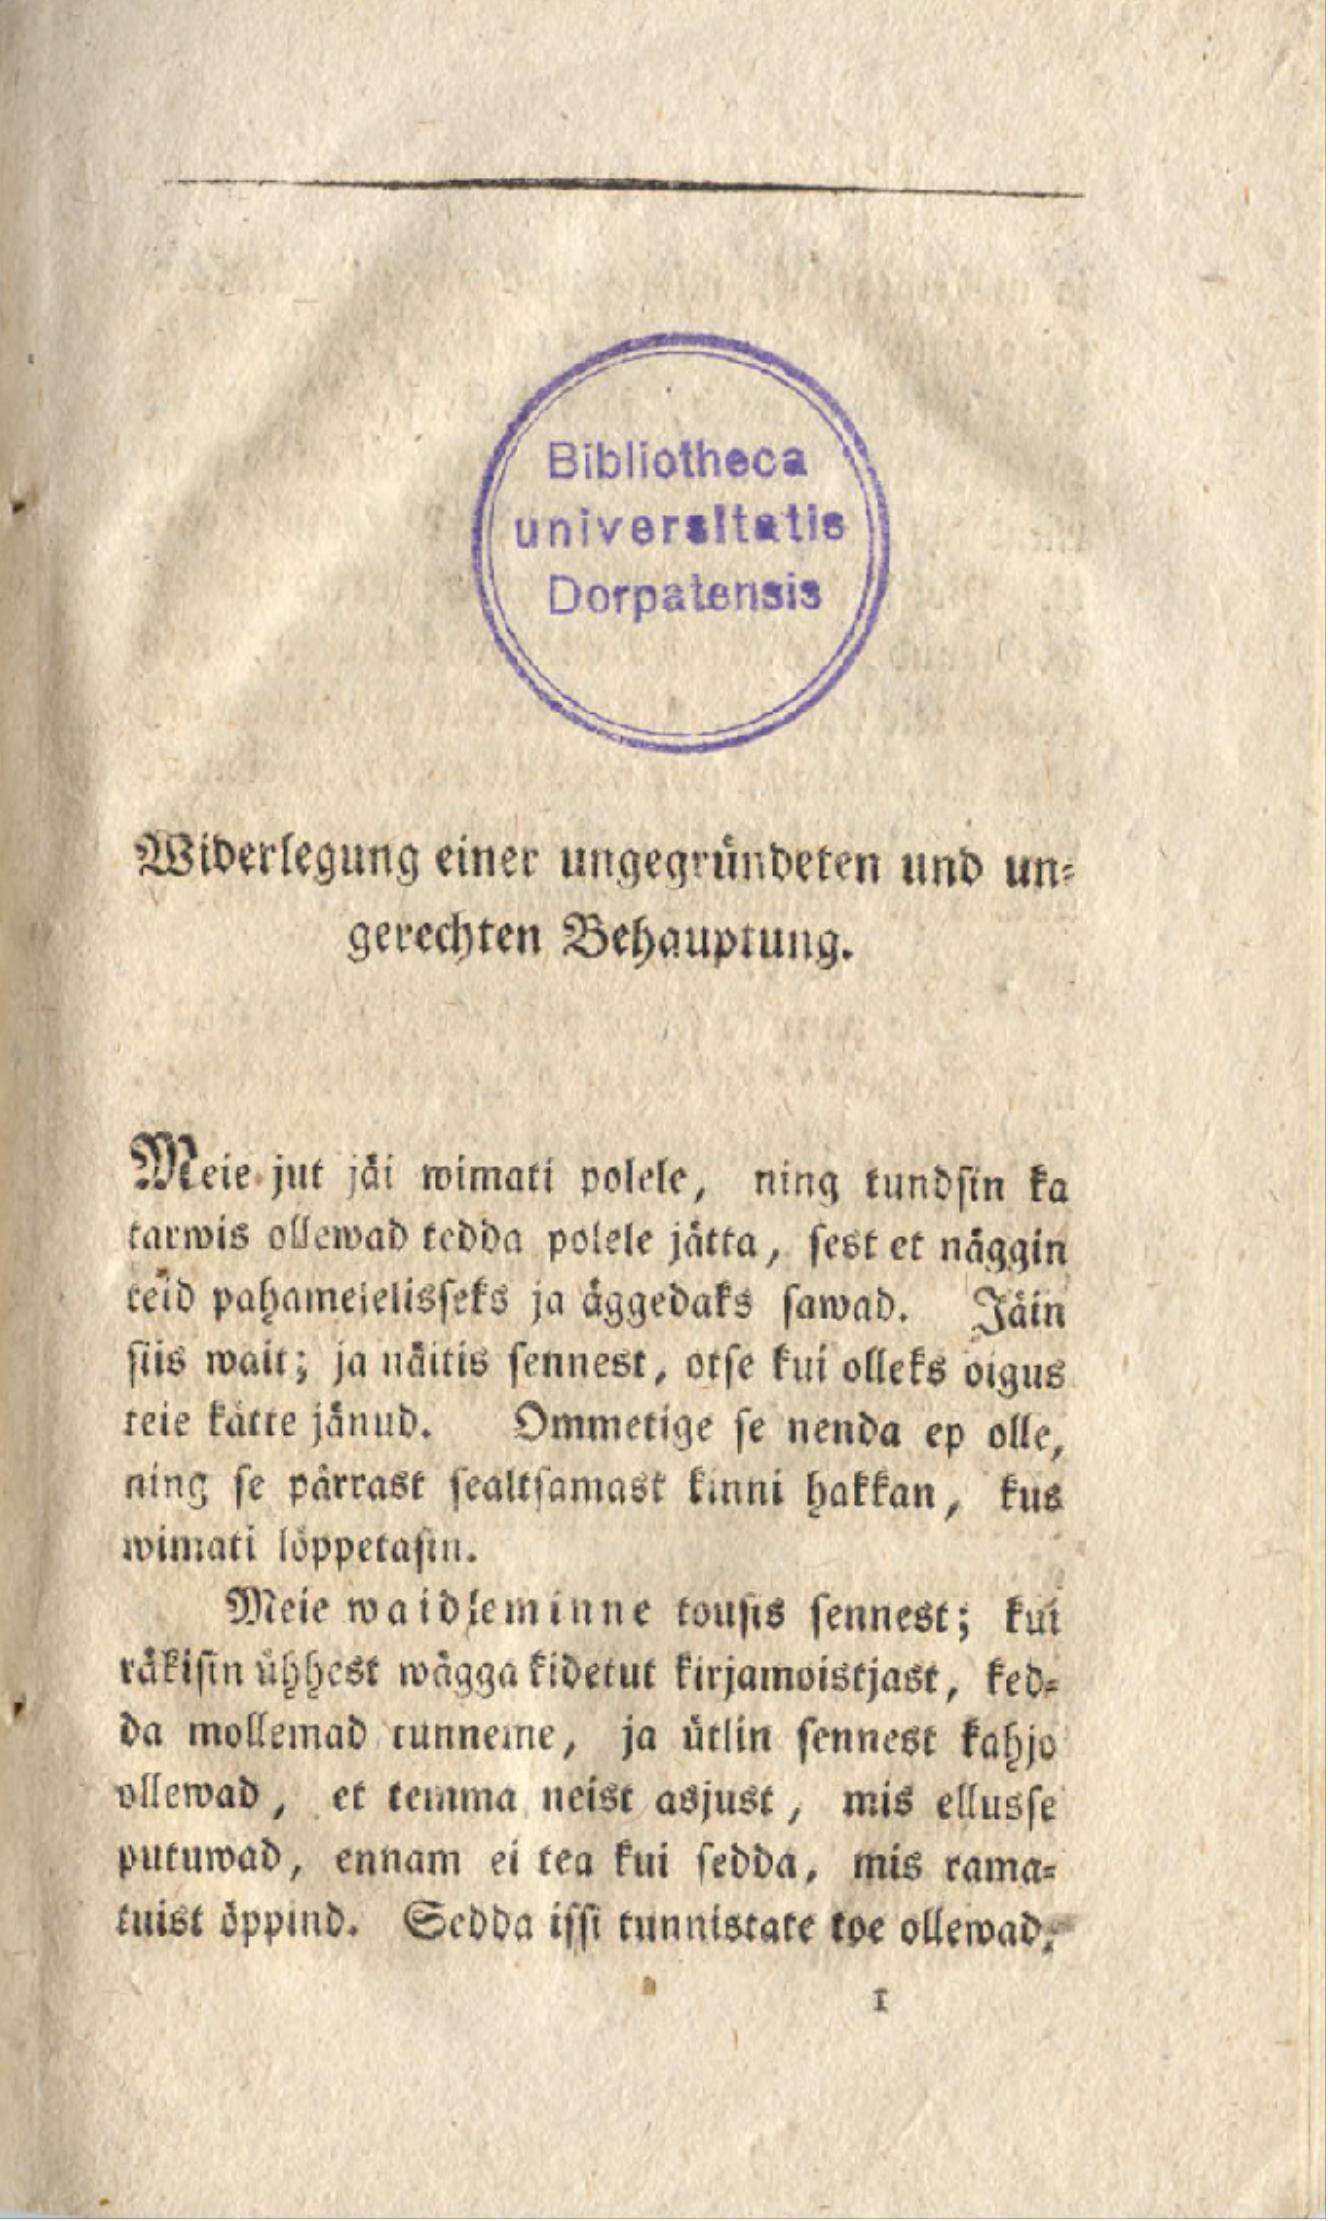 Bibliotheca
universitatis
Dorpatensis
Widerlegung einer ungegründeten und un-
gerechten Behauptung.
Meie jut jäi wimati polele, ning tundsin ka
tarwis ollewad tedda polele jätta, sest et näggin
teid pahameielisseks ja äggedaks sawad. Jäin
siis wait; ja näitis sennest, otse kui olleks öigus
teie kätte jänud. Ommetige se nenda ep olle,
ning se pärrast sealtsamast kinni hakkan, kus
wimati löppetasin.
Meie waidleminne tousis sennest; kui
räkisin ühhest wägga kidetut kirjamoistjast, ked-
da mollemad tunneme, ja ütlin sennest kahjo
ollewad, et temma neist asjust, mis ellusse
putuwad, ennam ei tea kui sedda, mis rama-
tuist öppind. Sedda issi tunnistate toe ollewad,
1